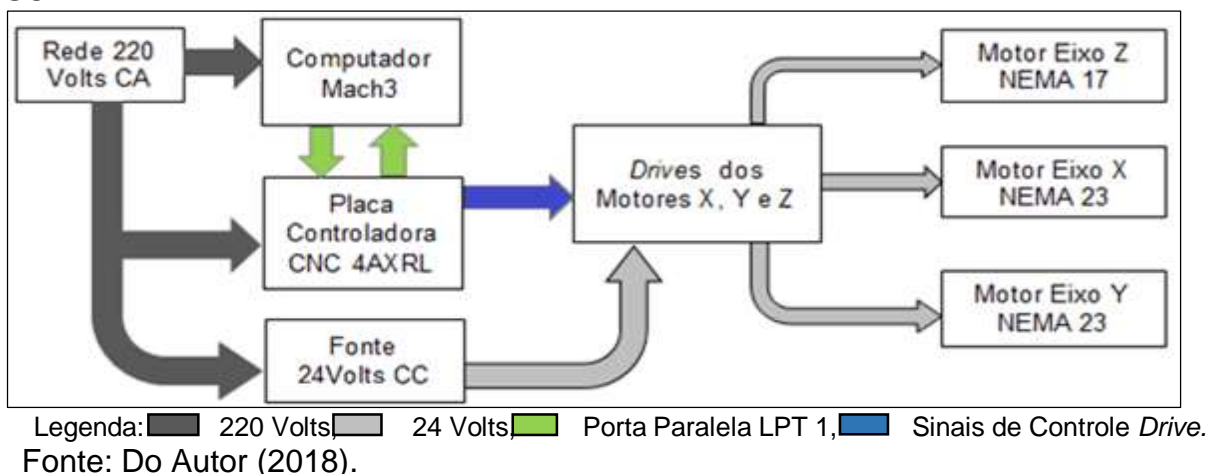 Rede 220
Volts CA
Computador
Mach3
Placa
Controladora
CNC 4AXRL
Fonte
24Volts CC
Drives dos
Motores X, Y e Z
Motor Eixo Z
NEMA 17
Motor Eixo X
NEMA 23
Motor Eixo Y
NEMA 23
Legenda: 220 Volts, 24 Volts, Porta Paralela LPT 1, Sinais de Controle Drive.
Fonte: Do Autor (2018).